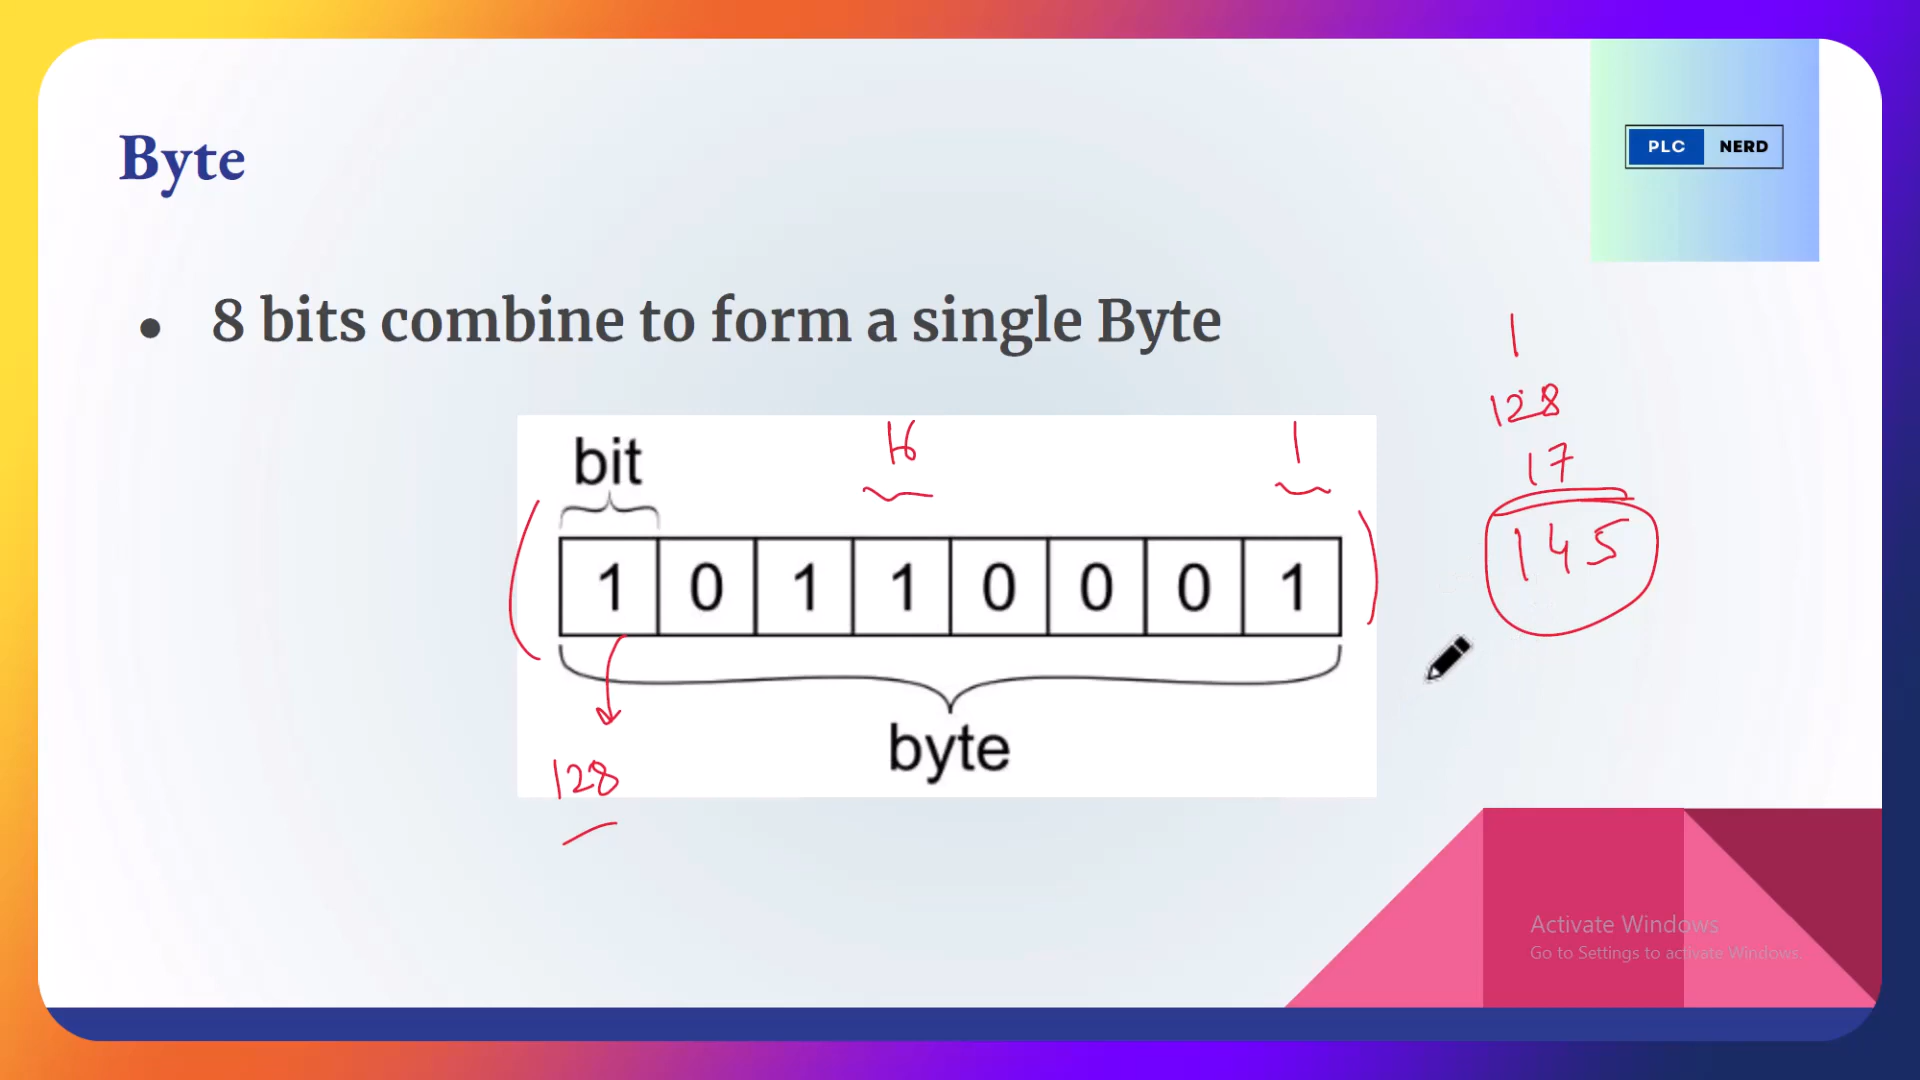 Byte
PLC NERD
● 8 bits combine to form a single Byte
1
128
17
145
16
1
bit
1 0 1 1 0 0 0 1
byte
128
Activate Windows
Go to Settings to activate Windows.